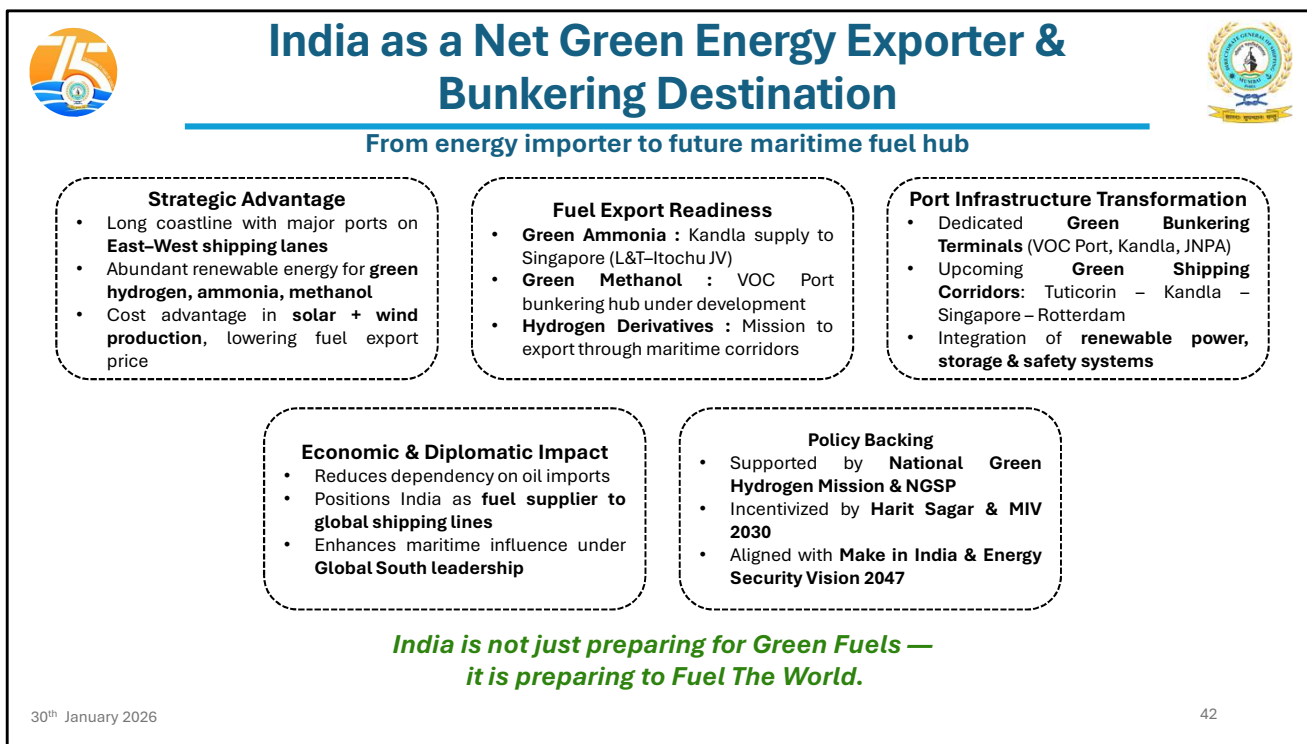 India as a Net Green Energy Exporter &
Bunkering Destination
From energy importer to future maritime fuel hub
Strategic Advantage
• Long coastline with major ports on
East–West shipping lanes
• Abundant renewable energy for green
hydrogen, ammonia, methanol
• Cost advantage in solar + wind
production, lowering fuel export
price
Fuel Export Readiness
• Green Ammonia : Kandla supply to
Singapore (L&T–Itochu JV)
• Green Methanol : VOC Port
bunkering hub under development
• Hydrogen Derivatives : Mission to
export through maritime corridors
Port Infrastructure Transformation
• Dedicated Green Bunkering
Terminals (VOC Port, Kandla, JNPA)
• Upcoming Green Shipping
Corridors: Tuticorin – Kandla –
Singapore – Rotterdam
• Integration of renewable power,
storage & safety systems
Economic & Diplomatic Impact
• Reduces dependency on oil imports
• Positions India as fuel supplier to
global shipping lines
• Enhances maritime influence under
Global South leadership
Policy Backing
• Supported by National Green
Hydrogen Mission & NGSP
• Incentivized by Harit Sagar & MIV
2030
• Aligned with Make in India & Energy
Security Vision 2047
India is not just preparing for Green Fuels —
it is preparing to Fuel The World.
30th January 2026
42
75
DIRECTORATE GENERAL OF SHIPPING
MUMBAI